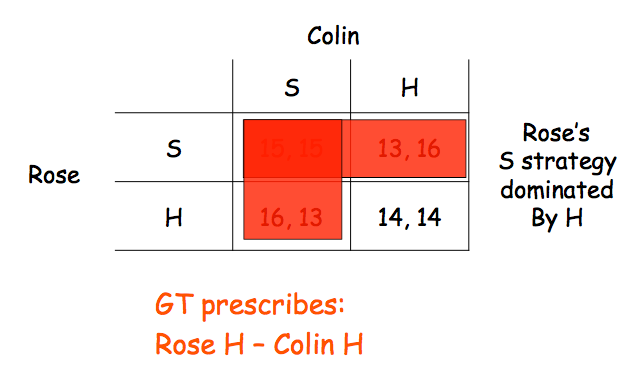 Colin
S H
Rose's
S strategy
dominated
By H
Rose
S 15, 15 13, 16
H 16, 13 14, 14
GT prescribes:
Rose H – Colin H